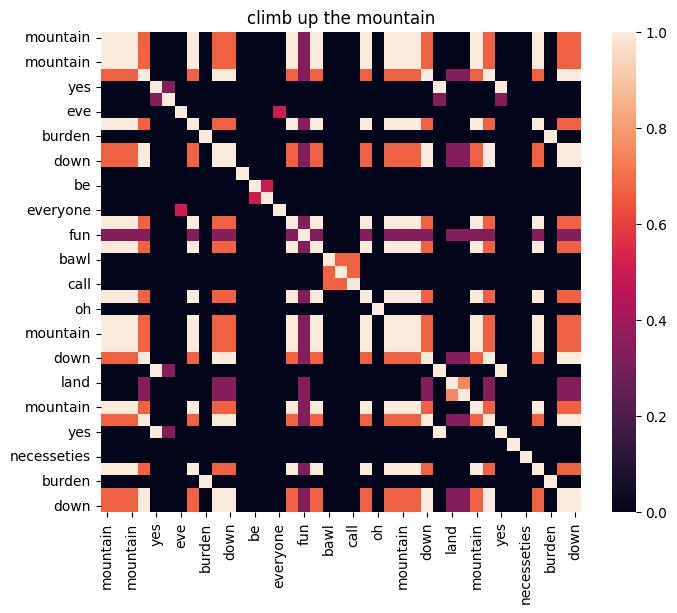 climb up the mountain
mountain
mountain
yes
eve
burden
down
be
everyone
fun
bawl
call
oh
mountain
down
land
mountain
yes
necesseties
burden
down
1.0
0.8
0.6
0.4
0.2
0.0
mountain
mountain
yes
eve
burden
down
be
everyone
fun
bawl
call
oh
mountain
down
land
mountain
yes
necesseties
burden
down